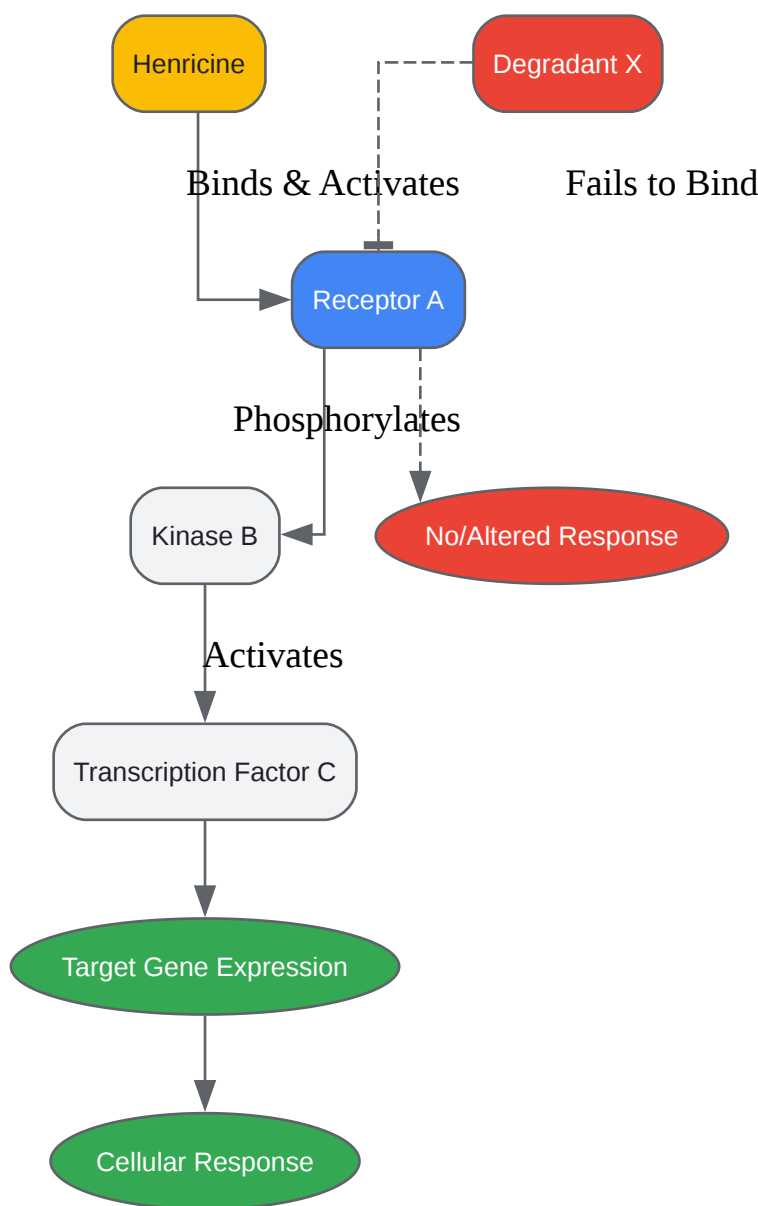 Henricine
Degradant X
Binds & Activates
Fails to Bind
Receptor A
Phosphorylates
Kinase B
No/Altered Response
Activates
Transcription Factor C
Target Gene Expression
Cellular Response